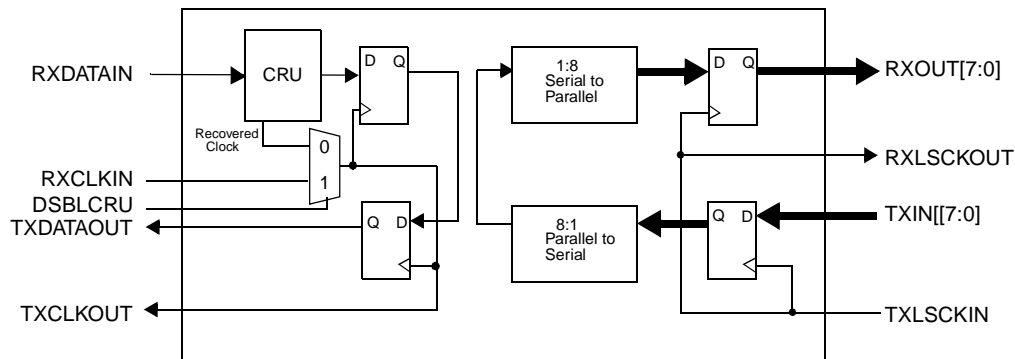 RXDATAIN
CRU
D Q
1:8
Serial to
Parallel
D Q
RXOUT[7:0]
Recovered
Clock
0
RXCLKIN
1
RXLSCKOUT
DSBLCRU
TXDATAOUT
Q D
8:1
Parallel to
Serial
Q D
TXIN[[7:0]
TXCLKOUT
TXLSCKIN